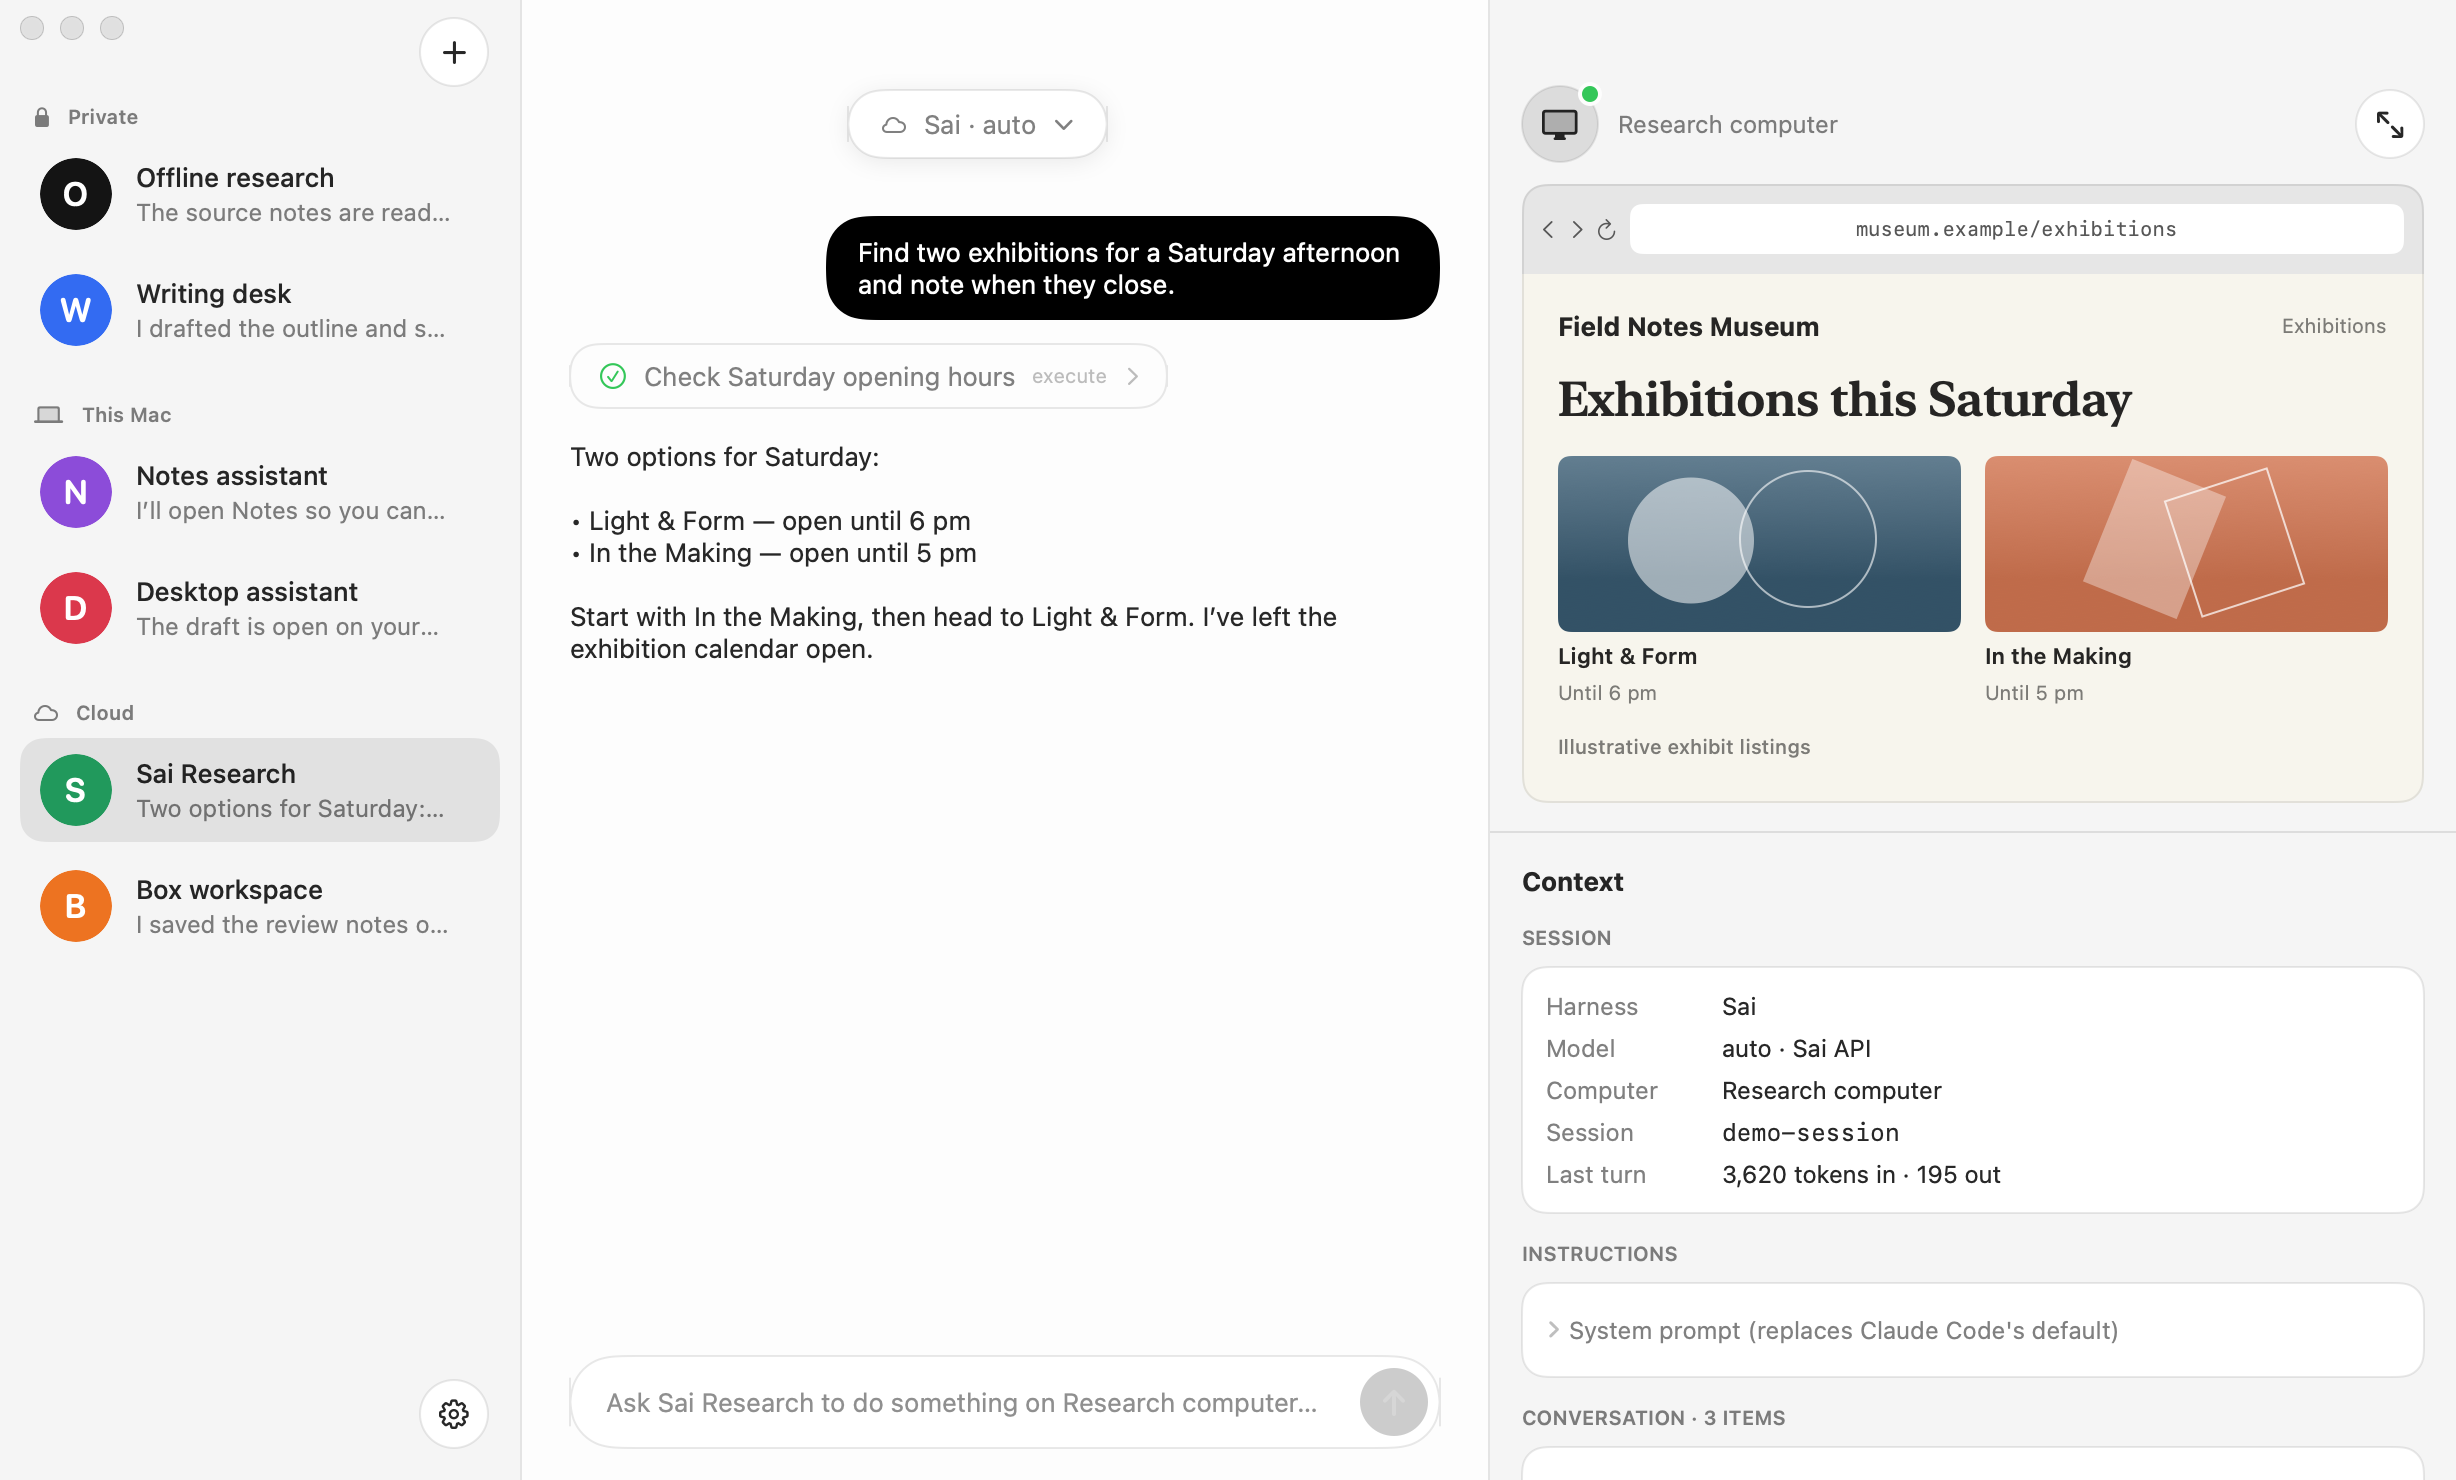 Private
O
Offline research
The source notes are read...
W
Writing desk
I drafted the outline and s...
This Mac
N
Notes assistant
I’ll open Notes so you can...
D
Desktop assistant
The draft is open on your...
Cloud
S
Sai Research
Two options for Saturday:...
B
Box workspace
I saved the review notes o...
Sai · auto
Find two exhibitions for a Saturday afternoon
and note when they close.
Check Saturday opening hours execute
Two options for Saturday:
• Light & Form — open until 6 pm
• In the Making — open until 5 pm
Start with In the Making, then head to Light & Form. I’ve left the
exhibition calendar open.
Ask Sai Research to do something on Research computer...
Research computer
museum.example/exhibitions
Field Notes Museum
Exhibitions
Exhibitions this Saturday
Light & Form
Until 6 pm
In the Making
Until 5 pm
Illustrative exhibit listings
Context
SESSION
Harness Sai
Model auto · Sai API
Computer Research computer
Session demo-session
Last turn 3,620 tokens in · 195 out
INSTRUCTIONS
System prompt (replaces Claude Code's default)
CONVERSATION · 3 ITEMS